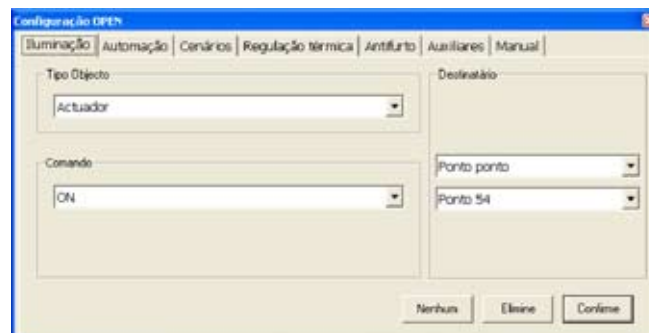 Configuração OPEN
Iluminação Automação Cenários Regulação térmica Antifurto Auxiliares Manual
Tipo Objecto
Destinatário
Actuador
Comando
Ponto ponto
ON
Ponto 54
Nenhum Elimine Confirme